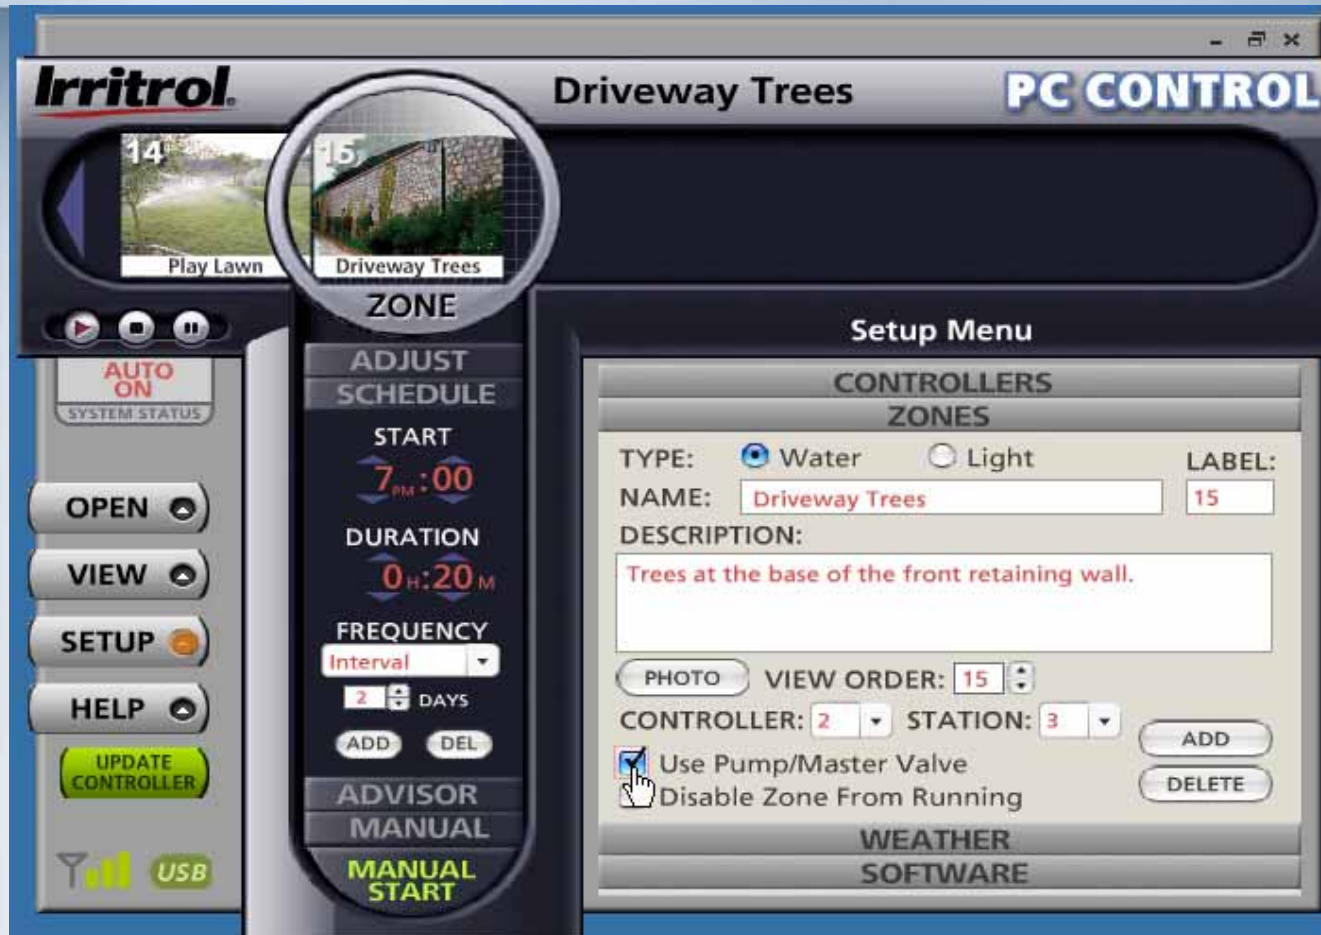 Irritrol.
Driveway Trees
PC CONTROL
14
Play Lawn
15
Driveway Trees
ZONE
AUTO
ON
SYSTEM STATUS
OPEN
VIEW
SETUP
HELP
UPDATE
CONTROLLER
USB
ADJUST
SCHEDULE
START
7 PM : 00
DURATION
0 H : 20 M
FREQUENCY
Interval
2 DAYS
ADD DEL
ADVISOR
MANUAL
MANUAL
START
Setup Menu
CONTROLLERS
ZONES
TYPE: Water Light LABEL:
NAME: Driveway Trees 15
DESCRIPTION:
Trees at the base of the front retaining wall.
PHOTO VIEW ORDER: 15
CONTROLLER: 2 STATION: 3
ADD
Use Pump/Master Valve
DELETE
Disable Zone From Running
WEATHER
SOFTWARE